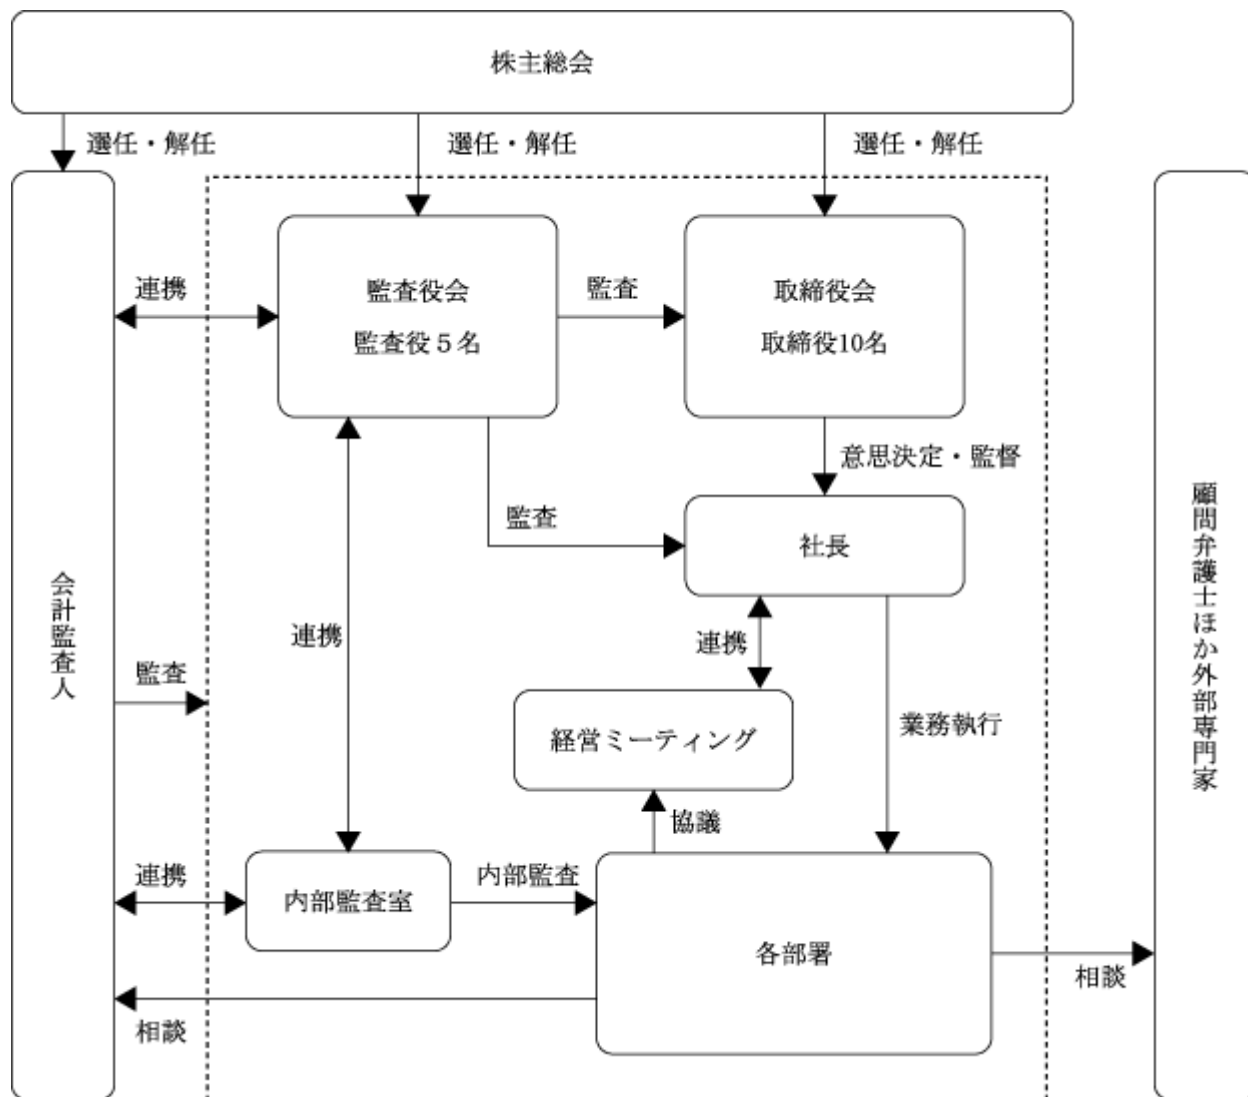 株主総会
選任・解任
選任・解任
選任・解任
連携
監査役会
監査役５名
監査
取締役会
取締役10名
意思決定・監督
監査
社長
会計監査人
監査
連携
連携
経営ミーティング
業務執行
協議
連携
内部監査室
内部監査
各部署
相談
相談
顧問弁護士ほか外部専門家